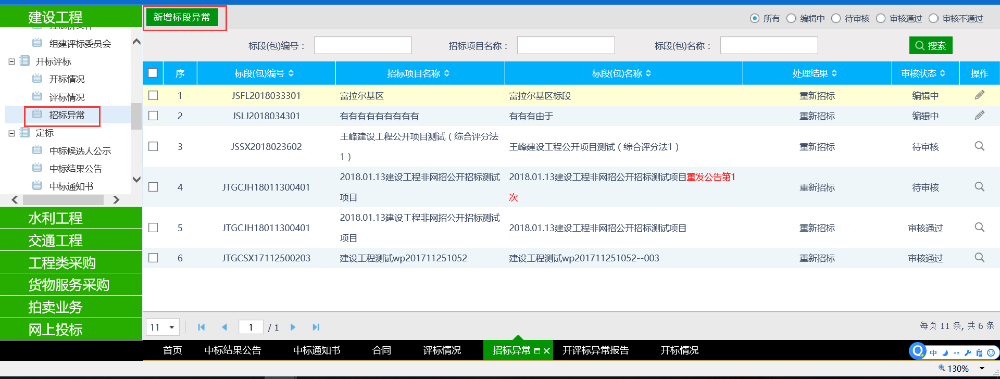 建设工程
新增标段异常
所有 编辑中 待审核 审核通过 审核不通过
组建评标委员会
开标评标
开标情况
评标情况
招标异常
定标
中标候选人公示
中标结果公告
中标通知书
水利工程
交通工程
工程类采购
货物服务采购
拍卖业务
网上投标
标段(包)编号： 招标项目名称： 标段(包)名称： 搜索
序 标段(包)编号 招标项目名称 标段(包)名称 处理结果 审核状态 操作
1 JSFL2018033301 富拉尔基区 富拉尔基区标段 重新招标 编辑中
2 JSLJ2018034301 有有有有有有有有有 有有有由于 重新招标 编辑中
3 JSSX2018023602 王峰建设工程公开项目测试（综合评分法1） 王峰建设工程公开项目测试（综合评分法1） 重新招标 待审核
4 JTGCJH18011300401 2018.01.13建设工程非网招公开招标测试项目 2018.01.13建设工程非网招公开招标测试项目重发公告第1次 重新招标 待审核
5 JTGCJH18011300401 2018.01.13建设工程非网招公开招标测试项目 2018.01.13建设工程非网招公开招标测试项目 重新招标 审核通过
6 JTGCSX17112500203 建设工程测试wp201711251052 建设工程测试wp201711251052--003 重新招标 审核通过
11 1 / 1 每页 11 条, 共 6 条
首页 中标结果公告 中标通知书 合同 评标情况 招标异常 开评标异常报告 开标情况
中
130%